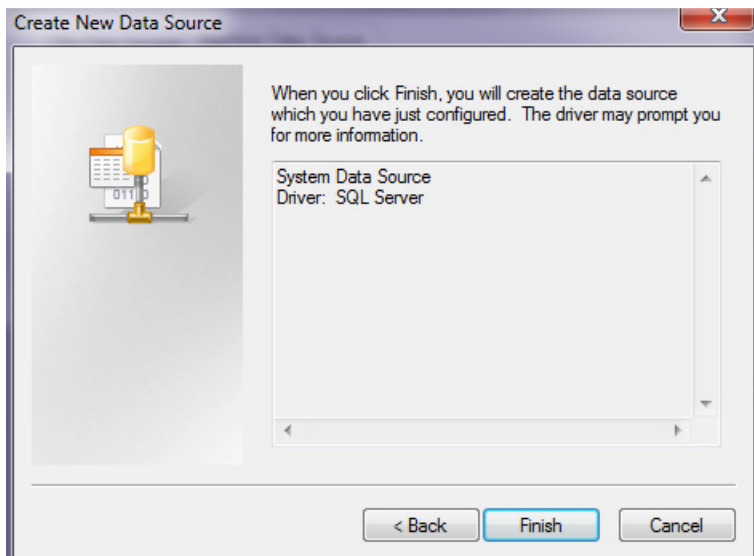 Create New Data Source
When you click Finish, you will create the data source
which you have just configured. The driver may prompt you
for more information.
System Data Source
Driver: SQL Server
< Back
Finish
Cancel